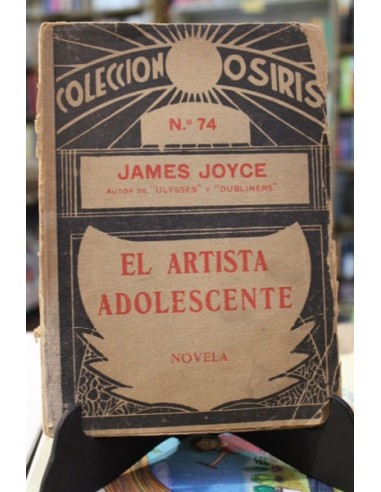 COLECCION OSIRIS
N.º 74
JAMES JOYCE
AUTOR DE "ULYSSES" Y "DUBLINERS"
EL ARTISTA
ADOLESCENTE
NOVELA